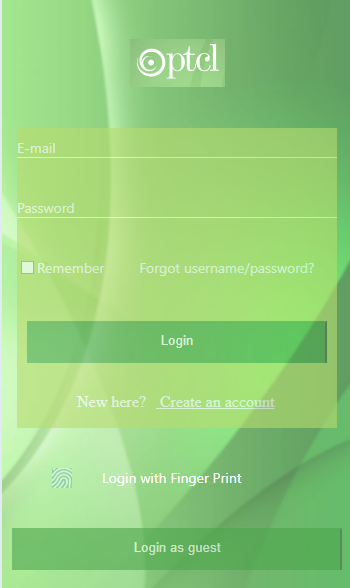 ptcl
E-mail
Password
Remember Forgot username/password?
Login
New here? Create an account
Login with Finger Print
Login as guest